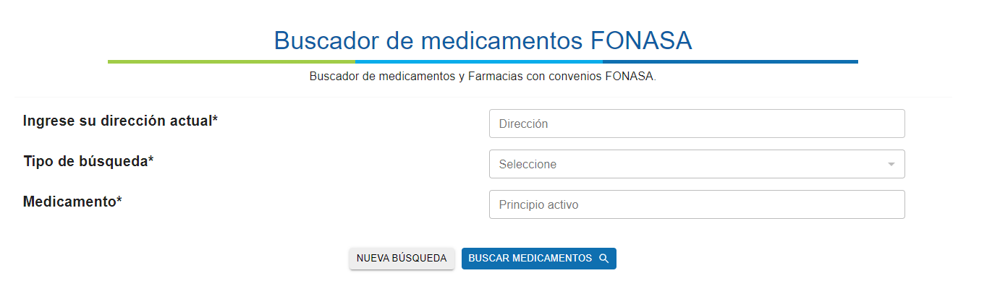 Buscador de medicamentos FONASA
Buscador de medicamentos y Farmacias con convenios FONASA.
Ingrese su dirección actual*
Dirección
Tipo de búsqueda*
Seleccione
Medicamento*
Principio activo
NUEVA BÚSQUEDA
BUSCAR MEDICAMENTOS